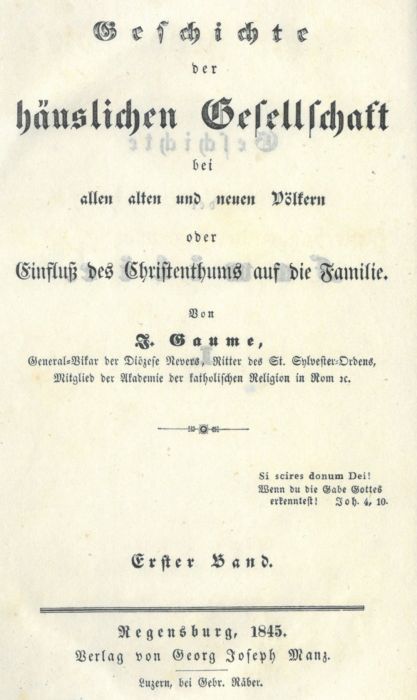 Geschichte
der
häuslichen Gesellschaft
bei
allen alten und neuen Völkern
oder
Einfluß des Christenthums auf die Familie.
Von
J. Gaume,
General-Vikar der Diözese Nevers, Ritter des St. Sylvester-Ordens,
Mitglied der Akademie der katholischen Religion in Rom ꝛc.
Si scires donum Dei!
Wenn du die Gabe Gottes
erkenntest! Joh. 4, 10.
Erster Band.
Regensburg, 1845.
Verlag von Georg Joseph Manz.
Luzern, bei Gebr. Räber.